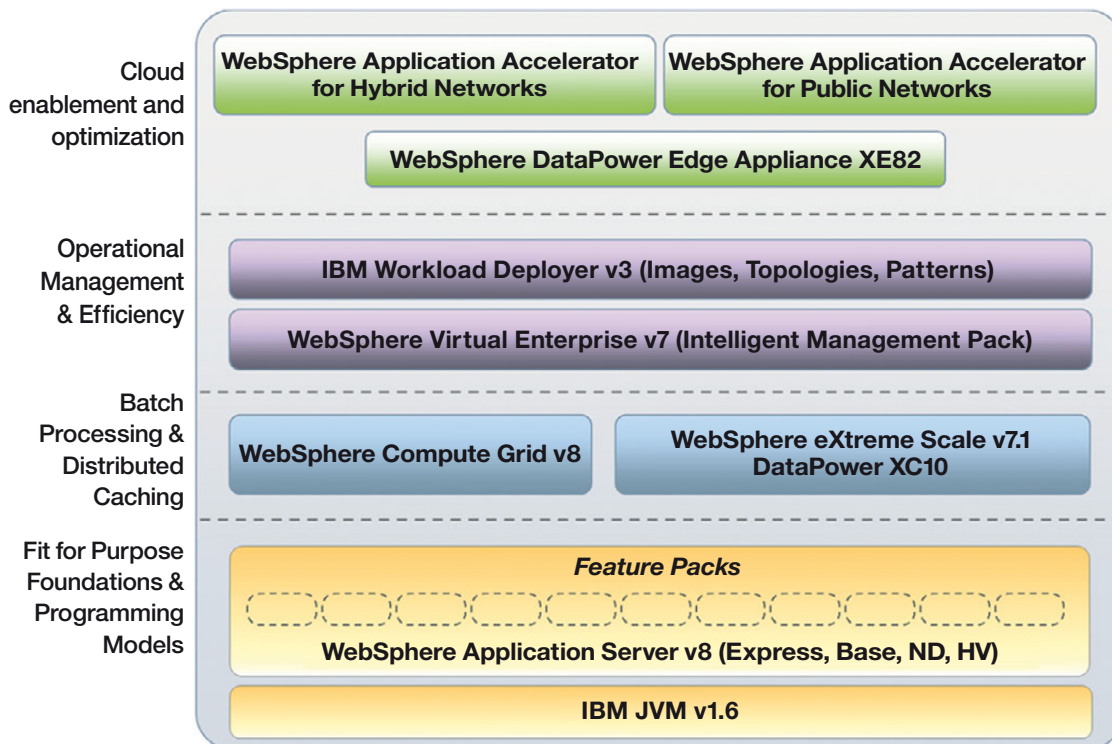 Cloud
enablement and
optimization
WebSphere Application Accelerator
for Hybrid Networks
WebSphere Application Accelerator
for Public Networks
WebSphere DataPower Edge Appliance XE82
Operational
Management
& Efficiency
IBM Workload Deployer v3 (Images, Topologies, Patterns)
WebSphere Virtual Enterprise v7 (Intelligent Management Pack)
Batch
Processing &
Distributed
Caching
WebSphere Compute Grid v8
WebSphere eXtreme Scale v7.1
DataPower XC10
Fit for Purpose
Foundations &
Programming
Models
Feature Packs
WebSphere Application Server v8 (Express, Base, ND, HV)
IBM JVM v1.6